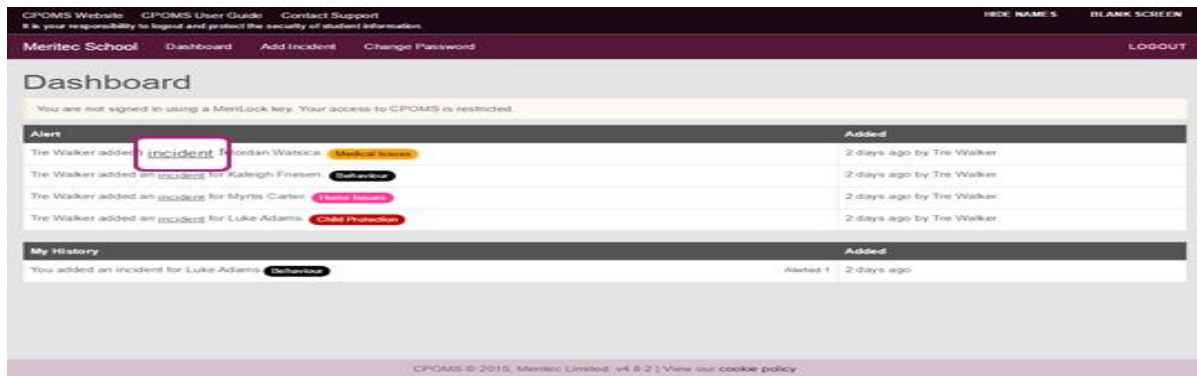 CPOMS Website CPOMS User Guide Contact Support HIDE NAMES BLANK SCREEN
It is your responsibility to logout and protect the security of student information.
Meritec School Dashboard Add Incident Change Password LOGOUT
Dashboard
You are not signed in using a MeriLock key. Your access to CPOMS is restricted.
Alert Added
Tre Walker added incident Jordan Watsica. Medical Issues 2 days ago by Tre Walker
Tre Walker added an incident for Kaleigh Friesen. Behaviour 2 days ago by Tre Walker
Tre Walker added an incident for Myrtis Carter. Home Issues 2 days ago by Tre Walker
Tre Walker added an incident for Luke Adams. Child Protection 2 days ago by Tre Walker
My History Added
You added an incident for Luke Adams Behaviour Alerted 1 2 days ago
CPOMS © 2015, Meritec Limited. v4.8.2 | View our cookie policy